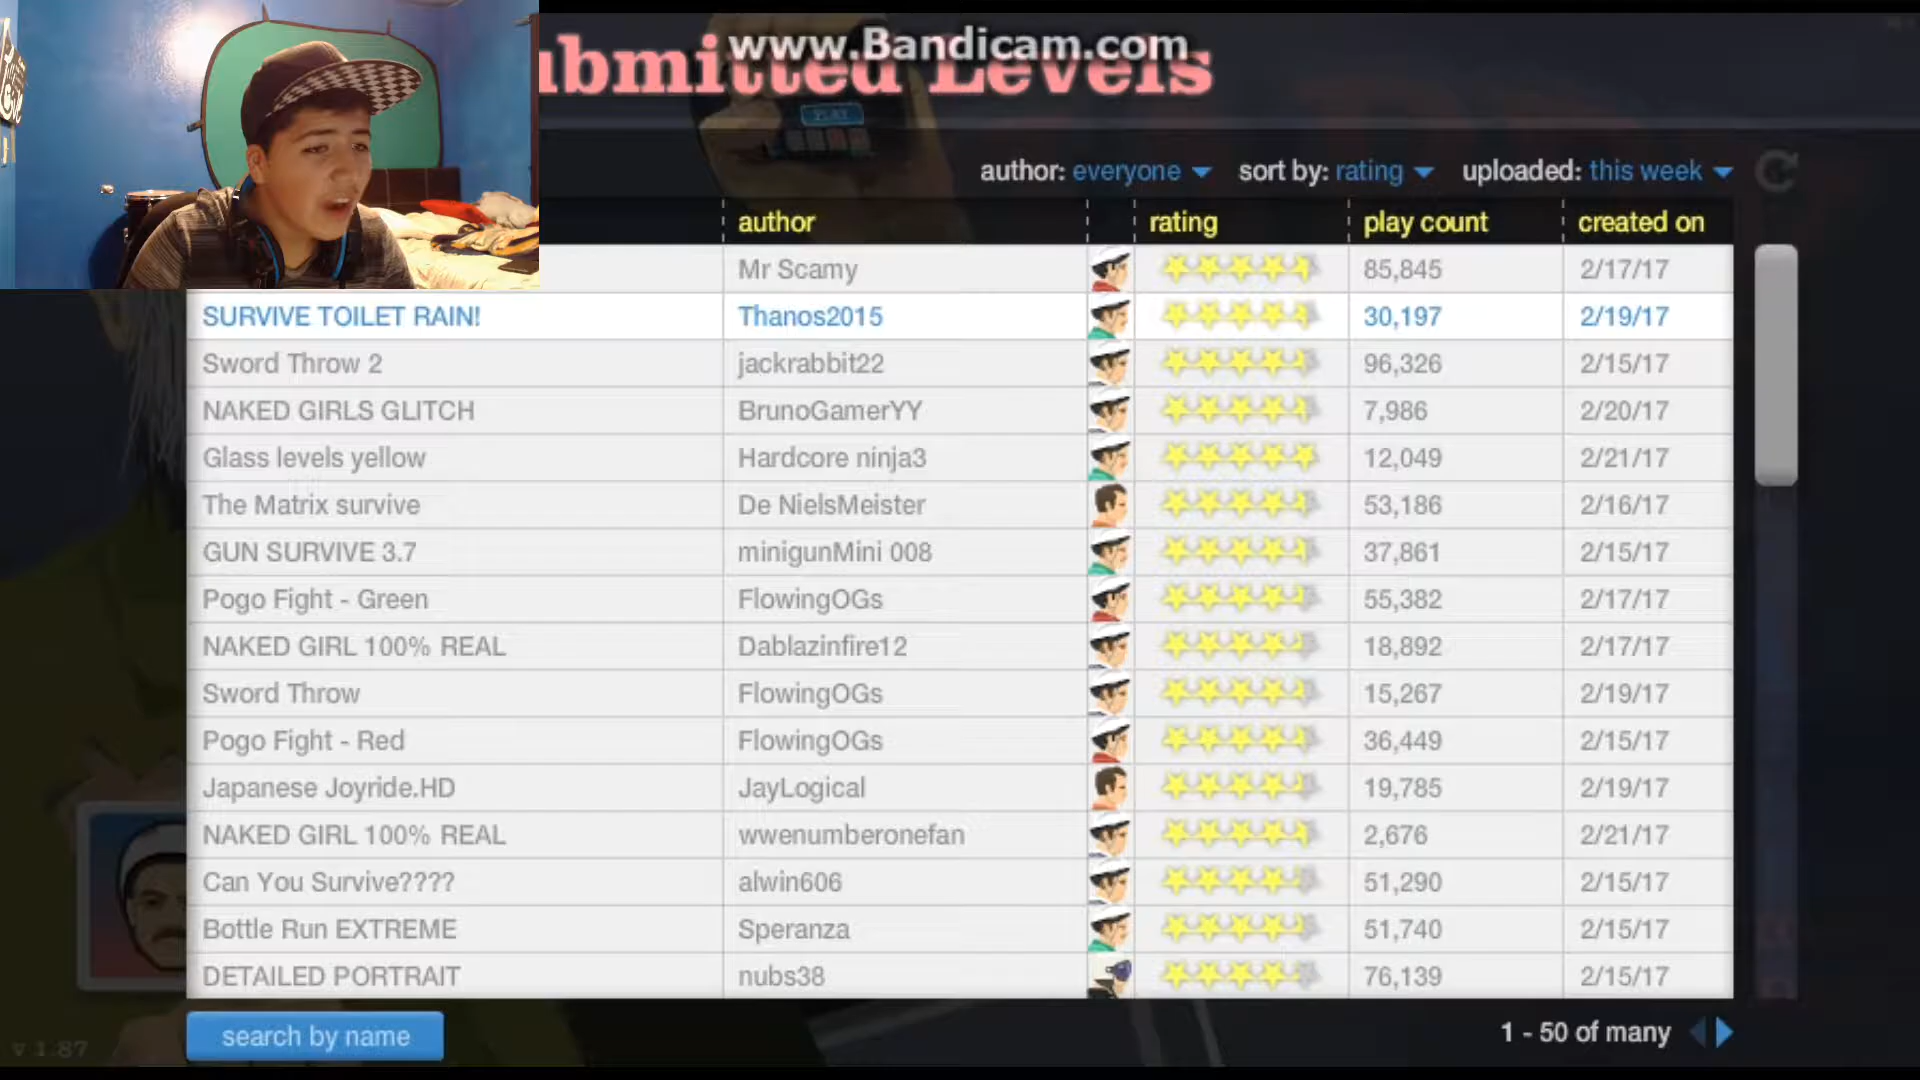 www.Bandicam.com
ubmitted Levels
PLAY
author: everyone sort by: rating uploaded: this week
author rating play count created on
Mr Scamy 85,845 2/17/17
SURVIVE TOILET RAIN! Thanos2015 30,197 2/19/17
Sword Throw 2 jackrabbit22 96,326 2/15/17
NAKED GIRLS GLITCH BrunoGamerYY 7,986 2/20/17
Glass levels yellow Hardcore ninja3 12,049 2/21/17
The Matrix survive De NielsMeister 53,186 2/16/17
GUN SURVIVE 3.7 minigunMini 008 37,861 2/15/17
Pogo Fight - Green FlowingOGs 55,382 2/17/17
NAKED GIRL 100% REAL Dablazinfire12 18,892 2/17/17
Sword Throw FlowingOGs 15,267 2/19/17
Pogo Fight - Red FlowingOGs 36,449 2/15/17
Japanese Joyride.HD JayLogical 19,785 2/19/17
NAKED GIRL 100% REAL wwenumberonefan 2,676 2/21/17
Can You Survive???? alwin606 51,290 2/15/17
Bottle Run EXTREME Speranza 51,740 2/15/17
DETAILED PORTRAIT nubs38 76,139 2/15/17
search by name 1 - 50 of many
v 1.87